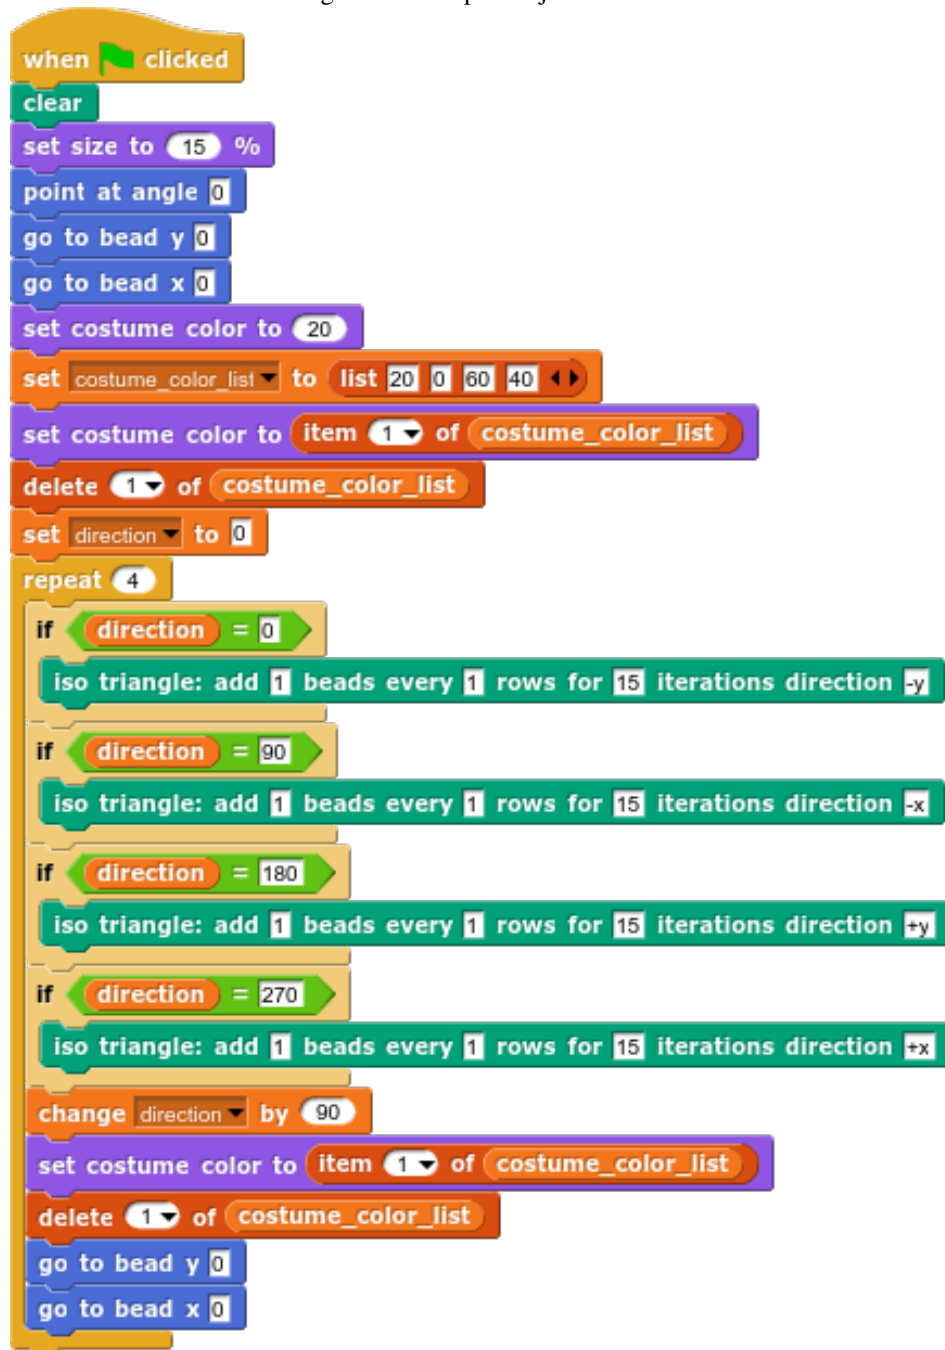 when clicked
clear
set size to 15 %
point at angle 0
go to bead y 0
go to bead x 0
set costume color to 20
set costume_color_list to list 20 0 60 40
set costume color to item 1 of costume_color_list
delete 1 of costume_color_list
set direction to 0
repeat 4
if direction = 0
iso triangle: add 1 beads every 1 rows for 15 iterations direction -y
if direction = 90
iso triangle: add 1 beads every 1 rows for 15 iterations direction -x
if direction = 180
iso triangle: add 1 beads every 1 rows for 15 iterations direction +y
if direction = 270
iso triangle: add 1 beads every 1 rows for 15 iterations direction +x
change direction by 90
set costume color to item 1 of costume_color_list
delete 1 of costume_color_list
go to bead y 0
go to bead x 0